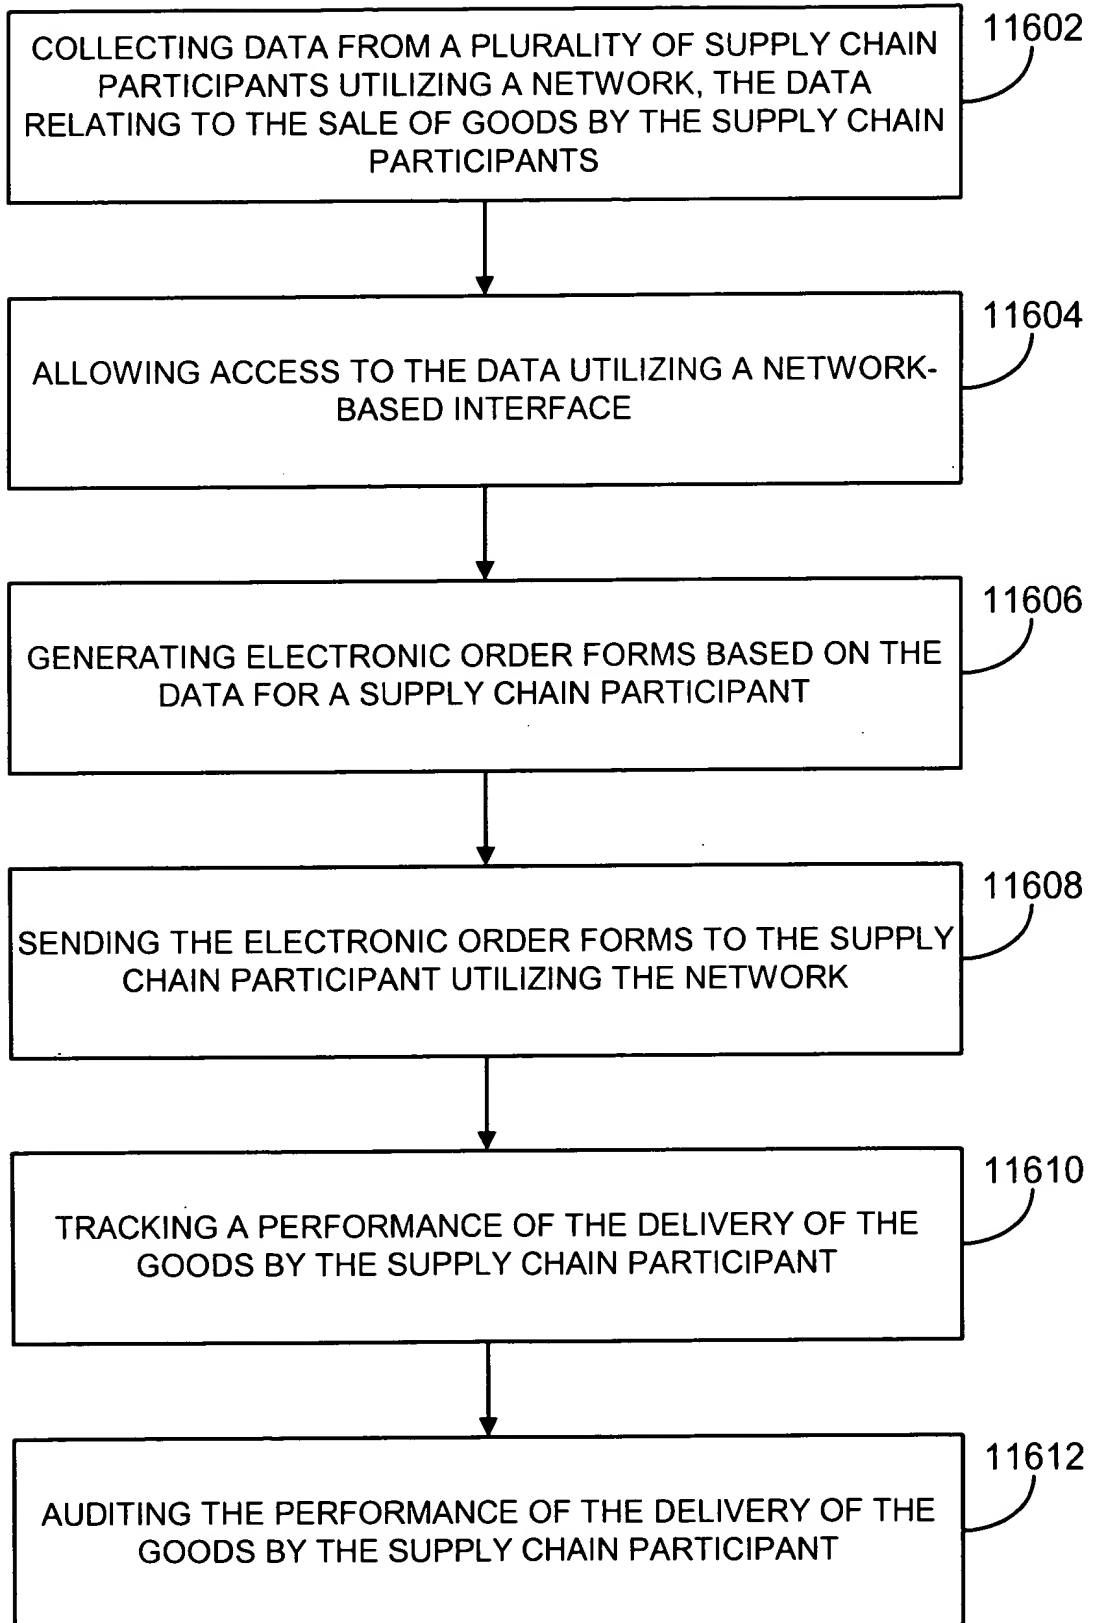 11602
COLLECTING DATA FROM A PLURALITY OF SUPPLY CHAIN
PARTICIPANTS UTILIZING A NETWORK, THE DATA
RELATING TO THE SALE OF GOODS BY THE SUPPLY CHAIN
PARTICIPANTS
11604
ALLOWING ACCESS TO THE DATA UTILIZING A NETWORK-
BASED INTERFACE
11606
GENERATING ELECTRONIC ORDER FORMS BASED ON THE
DATA FOR A SUPPLY CHAIN PARTICIPANT
11608
SENDING THE ELECTRONIC ORDER FORMS TO THE SUPPLY
CHAIN PARTICIPANT UTILIZING THE NETWORK
11610
TRACKING A PERFORMANCE OF THE DELIVERY OF THE
GOODS BY THE SUPPLY CHAIN PARTICIPANT
11612
AUDITING THE PERFORMANCE OF THE DELIVERY OF THE
GOODS BY THE SUPPLY CHAIN PARTICIPANT